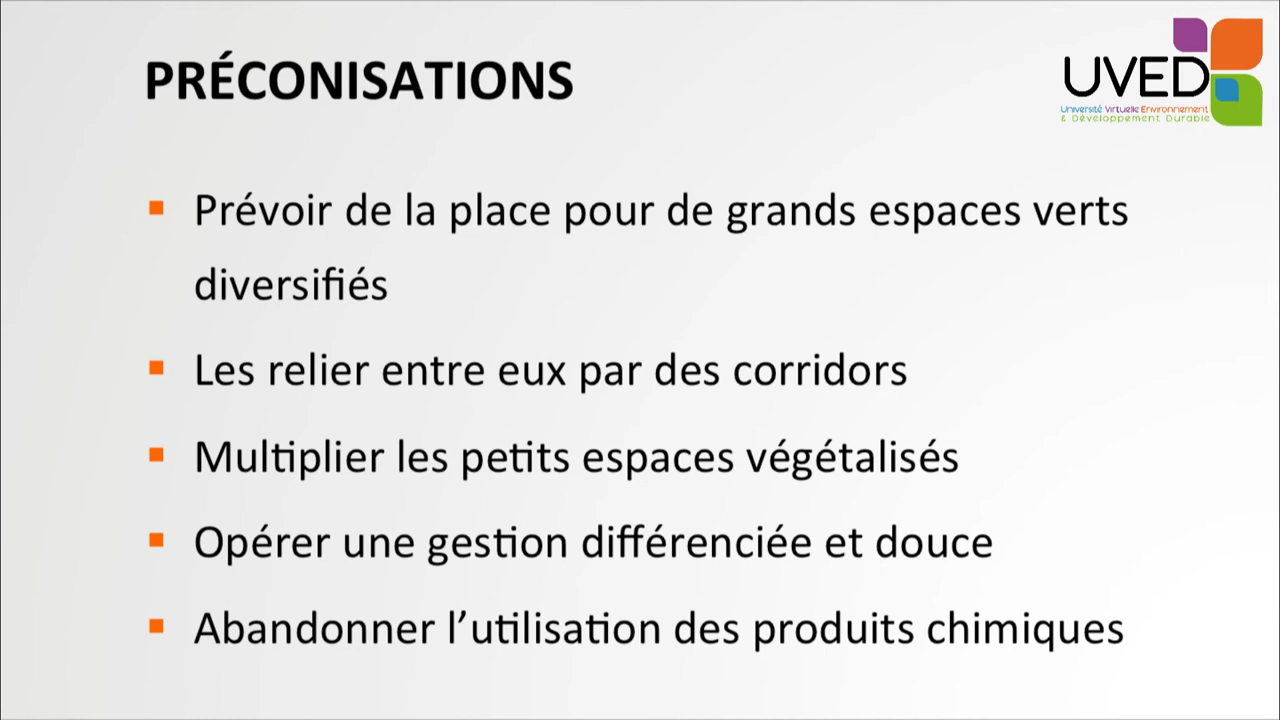 PRÉCONISATIONS
UVED
Université Virtuelle Environnement
& Développement Durable
Prévoir de la place pour de grands espaces verts
diversifiés
Les relier entre eux par des corridors
Multiplier les petits espaces végétalisés
Opérer une gestion différenciée et douce
Abandonner l’utilisation des produits chimiques